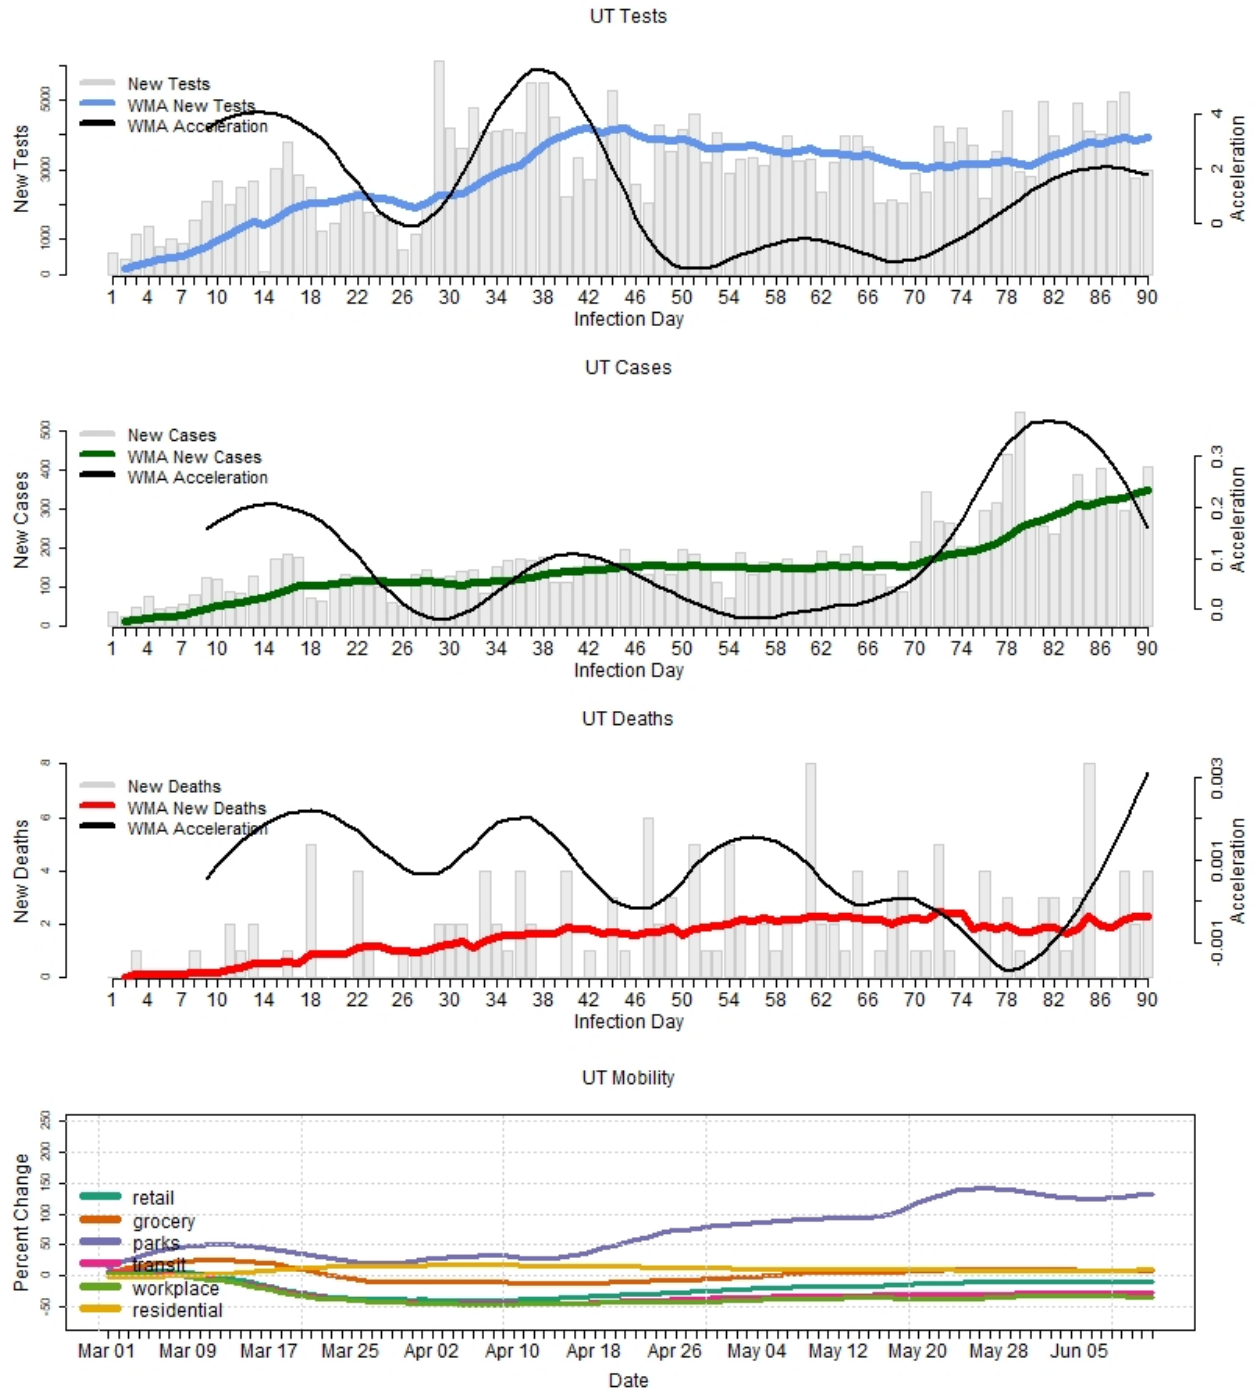 UT Tests
New Tests
WMA New Tests
WMA Acceleration
New Tests
0 1000 3000 5000
0 2 4
Acceleration
1 4 7 10 14 18 22 26 30 34 38 42 46 50 54 58 62 66 70 74 78 82 86 90
Infection Day
UT Cases
New Cases
WMA New Cases
WMA Acceleration
New Cases
0 100 200 300 400 500
0.0 0.1 0.2 0.3
Acceleration
1 4 7 10 14 18 22 26 30 34 38 42 46 50 54 58 62 66 70 74 78 82 86 90
Infection Day
UT Deaths
New Deaths
WMA New Deaths
WMA Acceleration
New Deaths
0 2 4 6 8
-0.001 0.001 0.003
Acceleration
1 4 7 10 14 18 22 26 30 34 38 42 46 50 54 58 62 66 70 74 78 82 86 90
Infection Day
UT Mobility
retail
grocery
parks
transit
workplace
residential
Percent Change
-50 0 50 100 150 200 250
Mar 01 Mar 09 Mar 17 Mar 25 Apr 02 Apr 10 Apr 18 Apr 26 May 04 May 12 May 20 May 28 Jun 05
Date